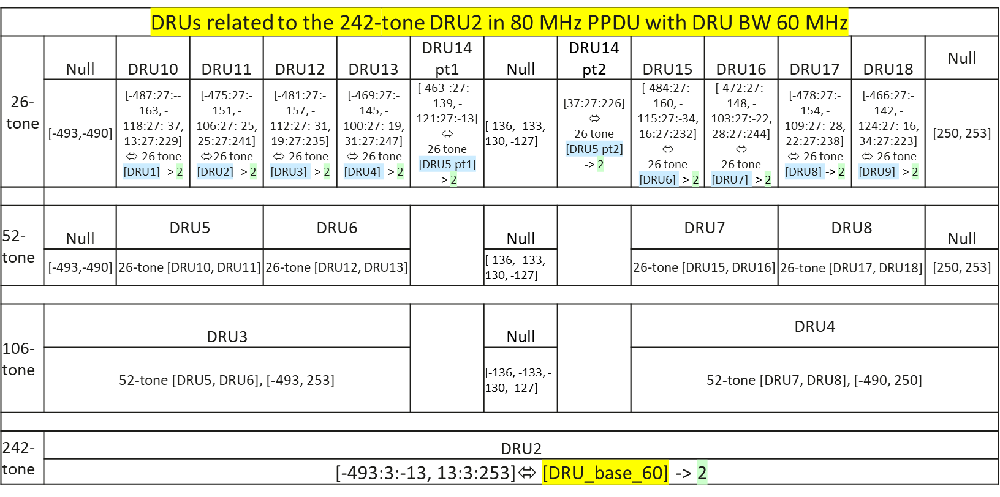 DRUs related to the 242-tone DRU2 in 80 MHz PPDU with DRU BW 60 MHz
26-
tone
Null
[-493,-490]
DRU10
[-487:27:--
163, -
118:27:-37,
13:27:229]
⬄ 26 tone
[DRU1] -> 2
DRU11
[-475:27:-
151, -
106:27:-25,
25:27:241]
⬄26 tone
[DRU2] -> 2
DRU12
[-481:27:-
157, -
112:27:-31,
19:27:235]
⬄ 26 tone
[DRU3] -> 2
DRU13
[-469:27:-
145, -
100:27:-19,
31:27:247]
⬄ 26 tone
[DRU4] -> 2
DRU14
pt1
[-463-:27:--
139, -
121:27:-13]
⬄
26 tone
[DRU5 pt1]
-> 2
Null
[-136, -133, -
130, -127]
DRU14
pt2
[37:27:226]
⬄
26 tone
[DRU5 pt2]
-> 2
DRU15
[-484:27:-
160, -
115:27:-34,
16:27:232]
⬄
26 tone
[DRU6] -> 2
DRU16
[-472:27:-
148, -
103:27:-22,
28:27:244]
⬄
26 tone
[DRU7] -> 2
DRU17
[-478:27:-
154, -
109:27:-28,
22:27:238]
⬄ 26 tone
[DRU8] -> 2
DRU18
[-466:27:-
142, -
124:27:-16,
34:27:223]
⬄ 26 tone
[DRU9] -> 2
Null
[250, 253]
52-
tone
Null
[-493,-490]
DRU5
26-tone [DRU10, DRU11]
DRU6
26-tone [DRU12, DRU13]
Null
[-136, -133, -
130, -127]
DRU7
26-tone [DRU15, DRU16]
DRU8
26-tone [DRU17, DRU18]
Null
[250, 253]
106-
tone
DRU3
52-tone [DRU5, DRU6], [-493, 253]
Null
[-136, -133, -
130, -127]
DRU4
52-tone [DRU7, DRU8], [-490, 250]
242-
tone
DRU2
[-493:3:-13, 13:3:253]⬄ [DRU_base_60] -> 2